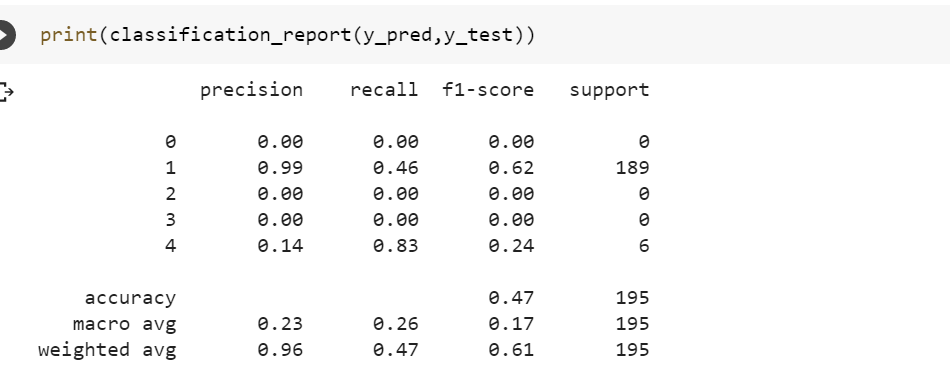 print(classification_report(y_pred,y_test))
precision recall f1-score support
0 0.00 0.00 0.00 0
1 0.99 0.46 0.62 189
2 0.00 0.00 0.00 0
3 0.00 0.00 0.00 0
4 0.14 0.83 0.24 6
accuracy 0.47 195
macro avg 0.23 0.26 0.17 195
weighted avg 0.96 0.47 0.61 195